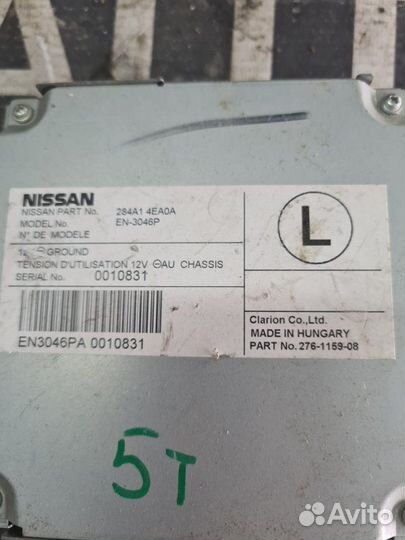 NISSAN
NISSAN PART No. 284A1 4EA0A
MODEL No. EN-3046P
N° DE MODELE
GROUND
TENSION D'UTILISATION 12V ⊖AU CHASSIS
SERIAL No. 0010831
EN3046PA 0010831
L
Clarion Co.,Ltd.
MADE IN HUNGARY
PART No. 276-1159-08
5T
Avito